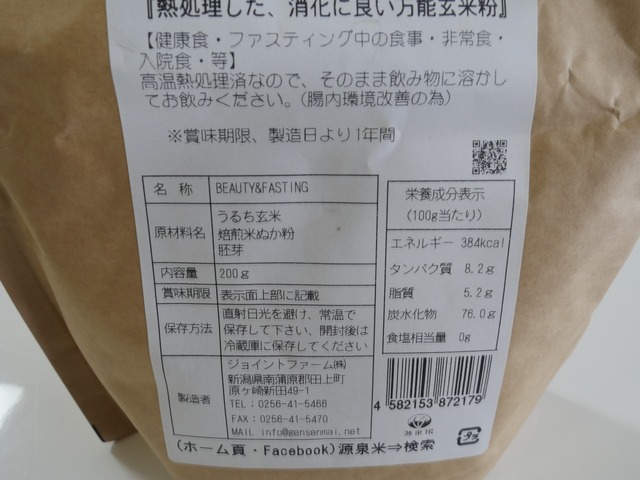 『熱処理した、消化に良い万能玄米粉』
【健康食・ファスティング中の食事・非常食・
入院食・等】
高温熱処理済なので、そのまま飲み物に溶かし
てお飲みください。(腸内環境改善の為)
※賞味期限、製造日より1年間
名 称 BEAUTY&FASTING
原材料名 うるち玄米
焙煎米ぬか粉
胚芽
内容量 200g
賞味期限 表示面上部に記載
保存方法 直射日光を避け、常温で
保存して下さい、開封後は
冷蔵庫に保存してください
製造者 ジョイントファーム㈱
新潟県南蒲原郡田上町
原ヶ崎新田49-1
TEL:0256-41-5466
FAX:0256-41-5470
MAIL info@gensenmai.net
栄養成分表示
(100g当たり)
エネルギー 384kcal
タンパク質 8.2g
脂質 5.2g
炭水化物 76.0g
食塩相当量 0g
4 582153 872179
(ホーム頁・Facebook)源泉米⇒検索